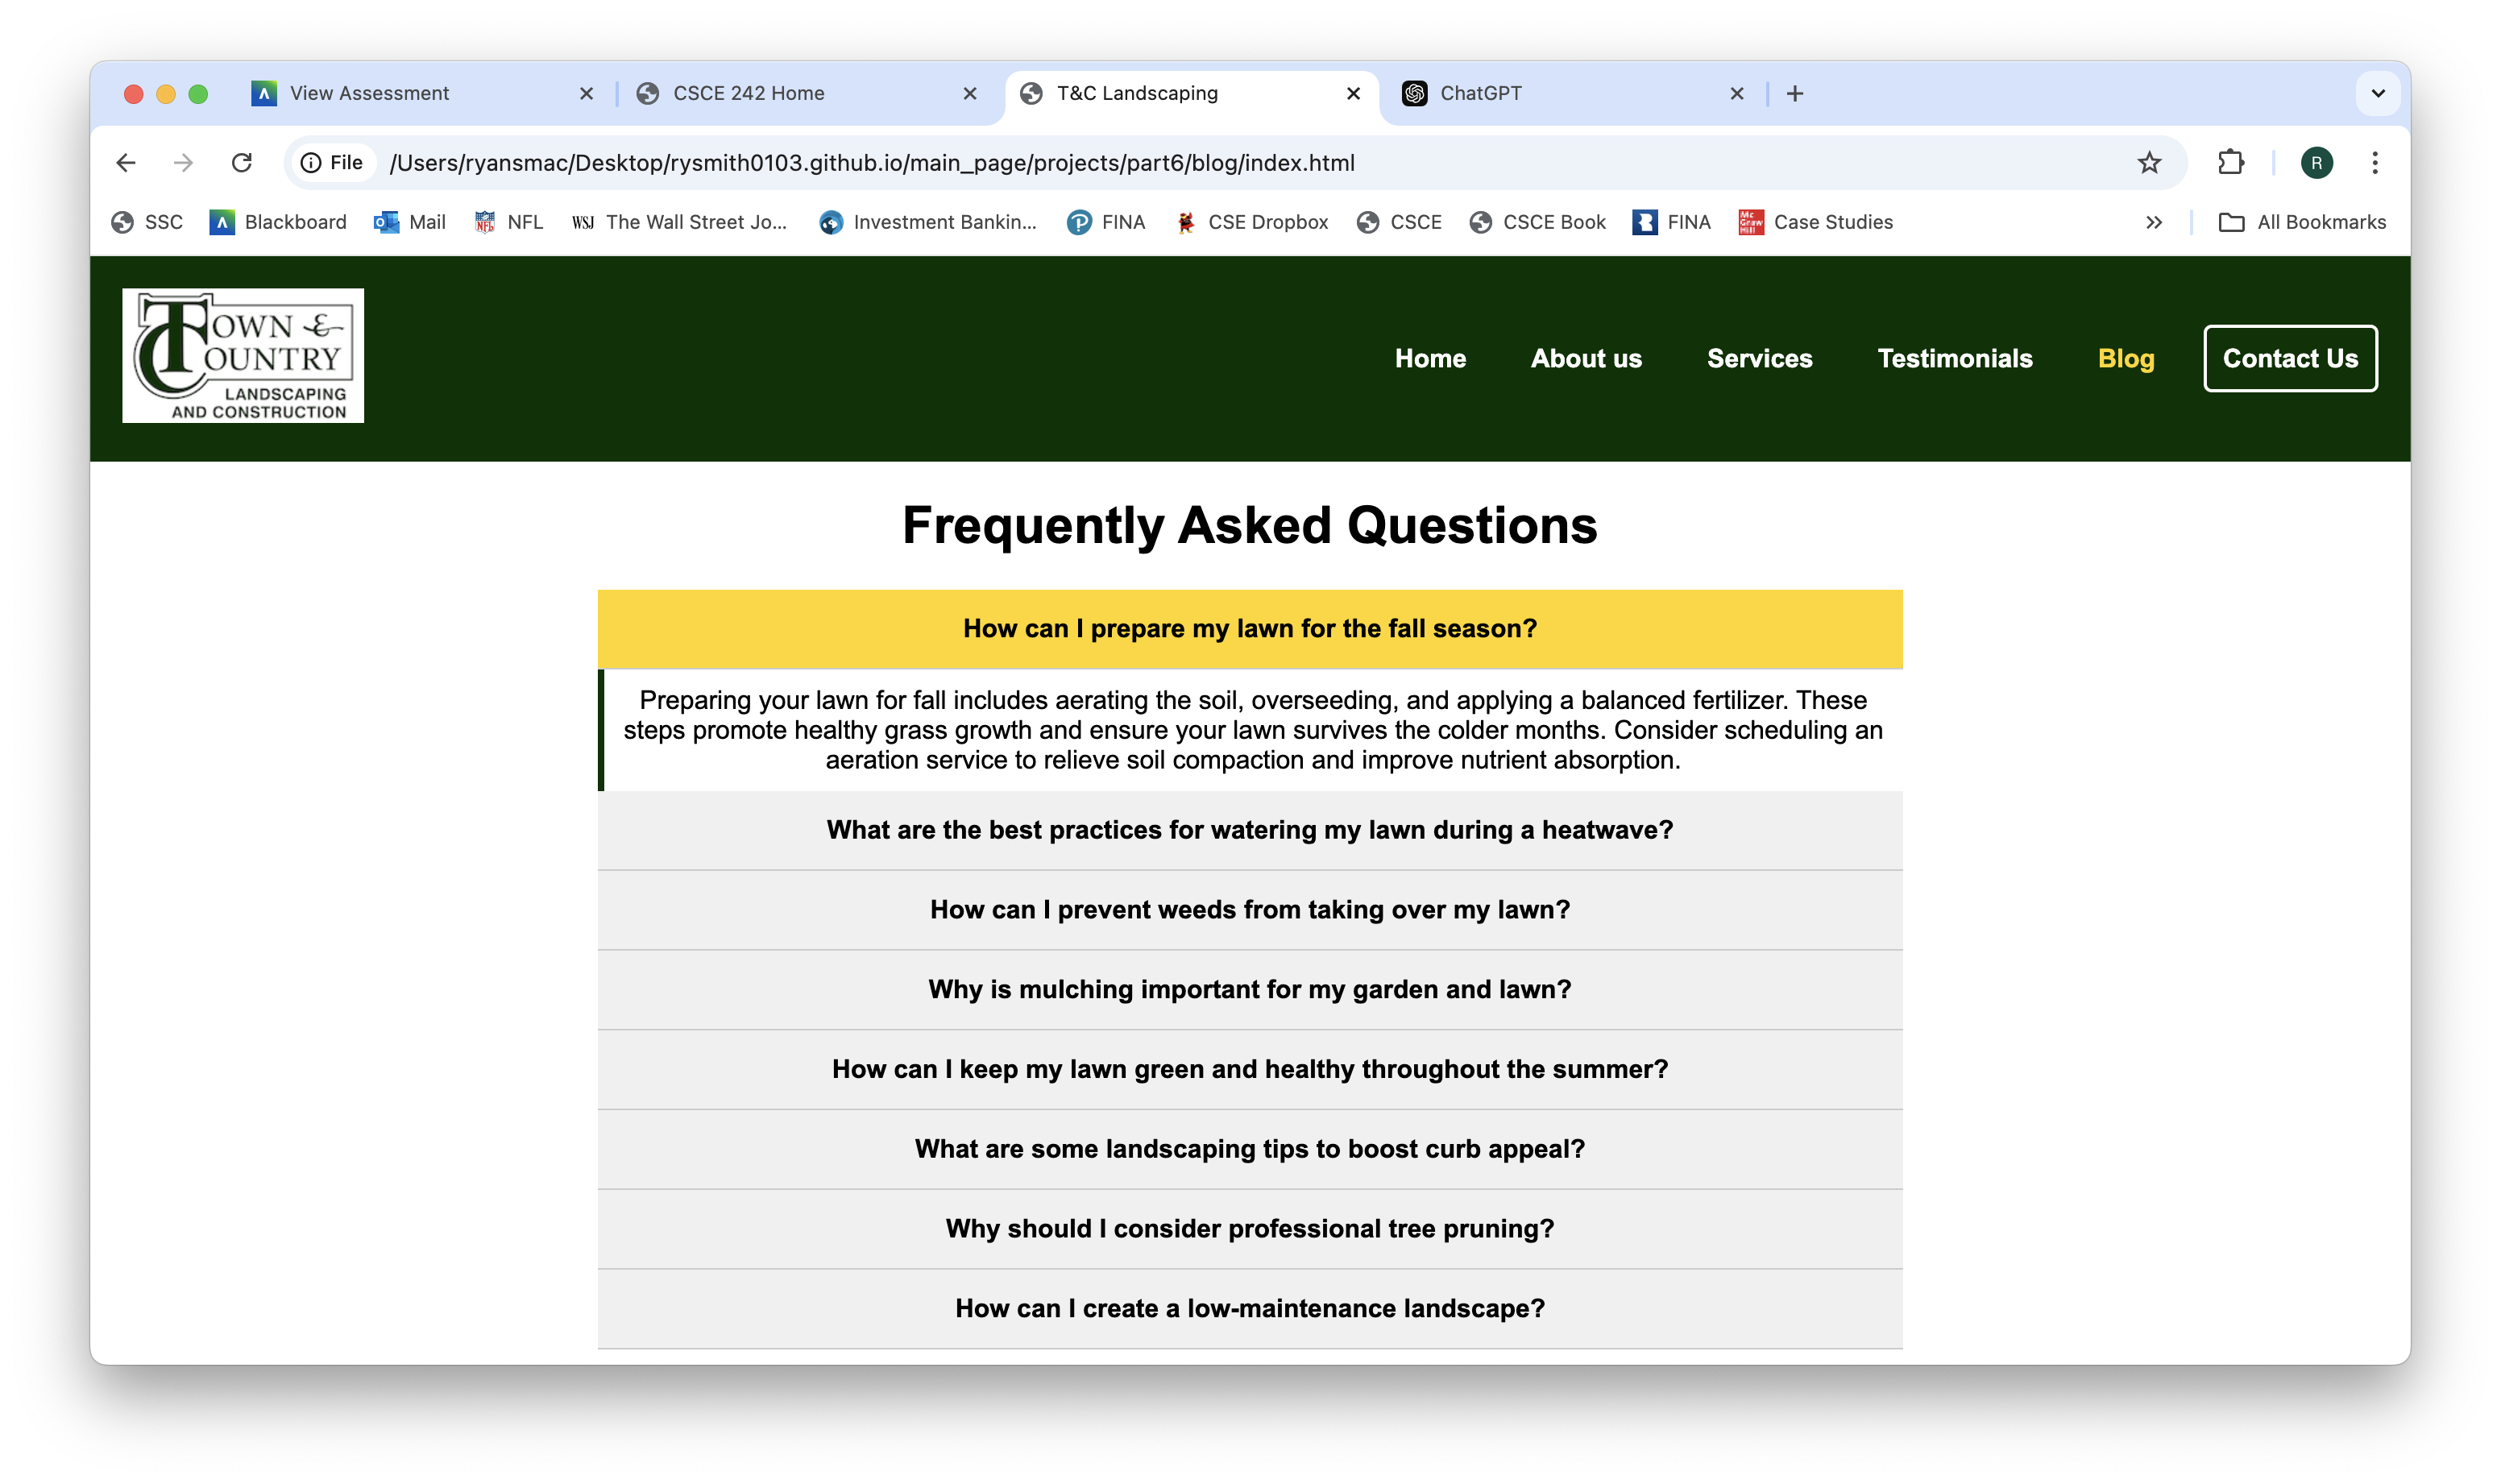 View Assessment
CSCE 242 Home
T&C Landscaping
ChatGPT
File /Users/ryansmac/Desktop/rysmith0103.github.io/main_page/projects/part6/blog/index.html
R
SSC
Blackboard
Mail
NFL
WSJ The Wall Street Jo...
Investment Bankin...
FINA
CSE Dropbox
CSCE
CSCE Book
FINA
Mc Graw Hill Case Studies
All Bookmarks
TOWN &
COUNTRY
LANDSCAPING
AND CONSTRUCTION
Home
About us
Services
Testimonials
Blog
Contact Us
Frequently Asked Questions
How can I prepare my lawn for the fall season?
Preparing your lawn for fall includes aerating the soil, overseeding, and applying a balanced fertilizer. These
steps promote healthy grass growth and ensure your lawn survives the colder months. Consider scheduling an
aeration service to relieve soil compaction and improve nutrient absorption.
What are the best practices for watering my lawn during a heatwave?
How can I prevent weeds from taking over my lawn?
Why is mulching important for my garden and lawn?
How can I keep my lawn green and healthy throughout the summer?
What are some landscaping tips to boost curb appeal?
Why should I consider professional tree pruning?
How can I create a low-maintenance landscape?